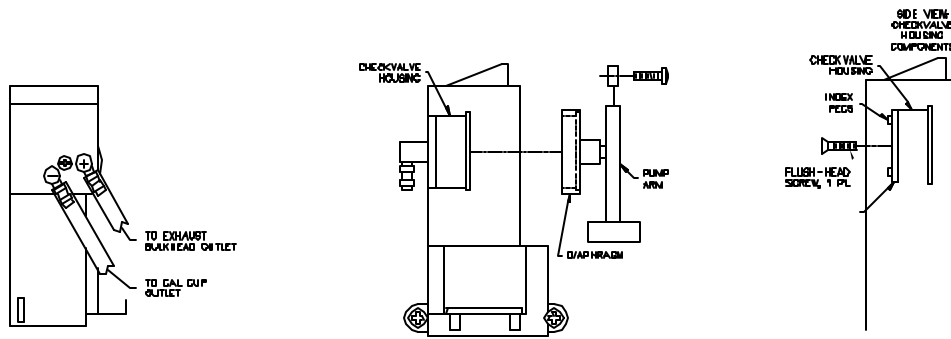 TO EXHAUST
BULKHEAD OUTLET
TO CAL CUP
OUTLET
CHECKVALVE
HOUSING
DIAPHRAGM
PUMP
ARM
SIDE VIEW:
CHECKVALVE
HOUSING
COMPONENTS
CHECKVALVE
HOUSING
INDEX
PEGS
FLUSH-HEAD
SCREW, 1 PL